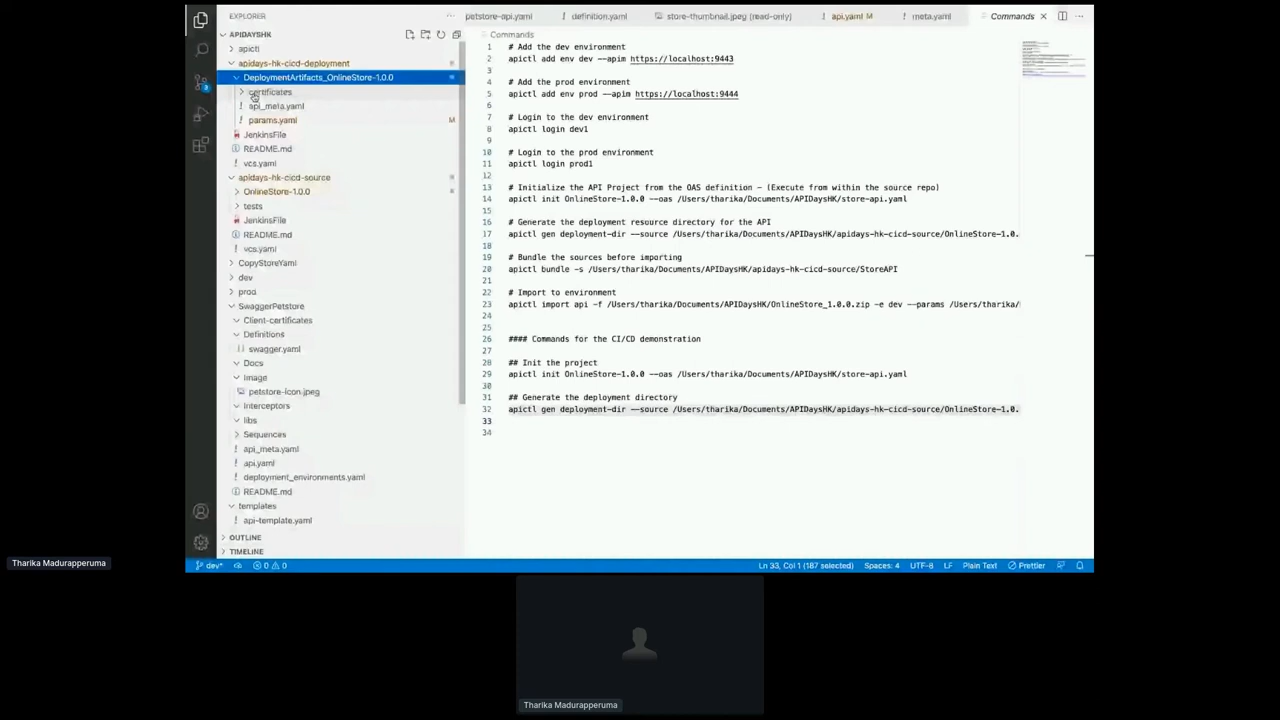 EXPLORER
APIDAYSHK
apictl
apidays-hk-cicd-deployment
DeploymentArtifacts_OnlineStore-1.0.0
certificates
api_meta.yaml
params.yaml M
JenkinsFile
README.md
vcs.yaml
apidays-hk-cicd-source
OnlineStore-1.0.0
tests
JenkinsFile
README.md
vcs.yaml
CopyStoreYaml
dev
prod
SwaggerPetstore
Client-certificates
Definitions
swagger.yaml
Docs
Image
petstore-icon.jpeg
Interceptors
libs
Sequences
api_meta.yaml
api.yaml
deployment_environments.yaml
README.md
templates
api-template.yaml
OUTLINE
TIMELINE
petstore-api.yaml definition.yaml store-thumbnail.jpeg (read-only) api.yaml M meta.yaml Commands
Commands
1 # Add the dev environment
2 apictl add env dev --apim https://localhost:9443
3
4 # Add the prod environment
5 apictl add env prod --apim https://localhost:9444
6
7 # Login to the dev environment
8 apictl login dev1
9
10 # Login to the prod environment
11 apictl login prod1
12
13 # Initialize the API Project from the OAS definition - (Execute from within the source repo)
14 apictl init OnlineStore-1.0.0 --oas /Users/tharika/Documents/APIDaysHK/store-api.yaml
15
16 # Generate the deployment resource directory for the API
17 apictl gen deployment-dir --source /Users/tharika/Documents/APIDaysHK/apidays-hk-cicd-source/OnlineStore-1.0.
18
19 # Bundle the sources before importing
20 apictl bundle -s /Users/tharika/Documents/APIDaysHK/apidays-hk-cicd-source/StoreAPI
21
22 # Import to environment
23 apictl import api -f /Users/tharika/Documents/APIDaysHK/OnlineStore_1.0.0.zip -e dev --params /Users/tharika/
24
25
26 #### Commands for the CI/CD demonstration
27
28 ## Init the project
29 apictl init OnlineStore-1.0.0 --oas /Users/tharika/Documents/APIDaysHK/store-api.yaml
30
31 ## Generate the deployment directory
32 apictl gen deployment-dir --source /Users/tharika/Documents/APIDaysHK/apidays-hk-cicd-source/OnlineStore-1.0.
33
34
dev* 0 0 Ln 33, Col 1 (187 selected) Spaces: 4 UTF-8 LF Plain Text Prettier
Tharika Madurapperuma
Tharika Madurapperuma